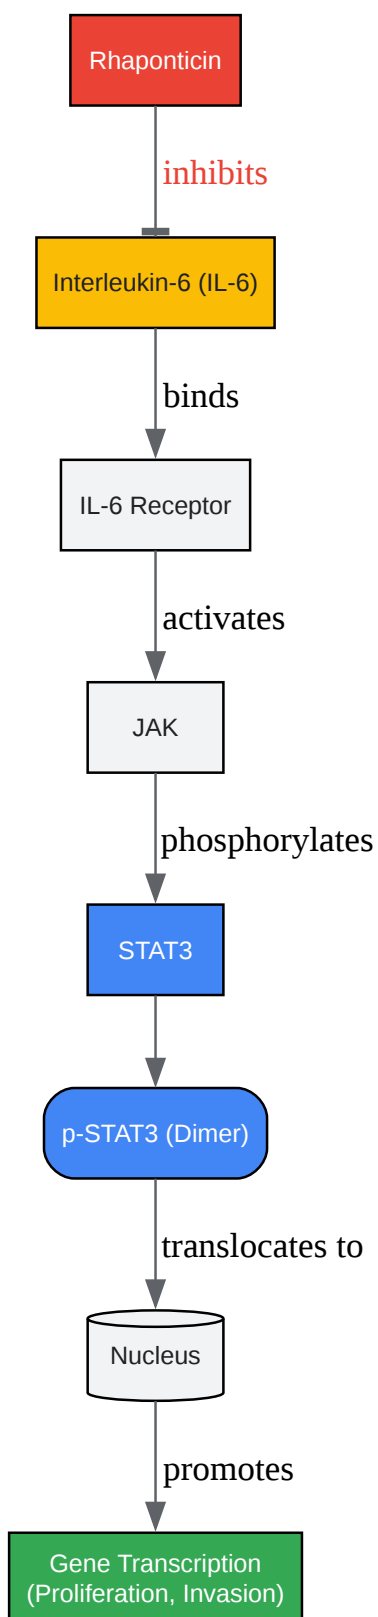 Rhaponticin
inhibits
Interleukin-6 (IL-6)
binds
IL-6 Receptor
activates
JAK
phosphorylates
STAT3
p-STAT3 (Dimer)
translocates to
Nucleus
promotes
Gene Transcription
(Proliferation, Invasion)